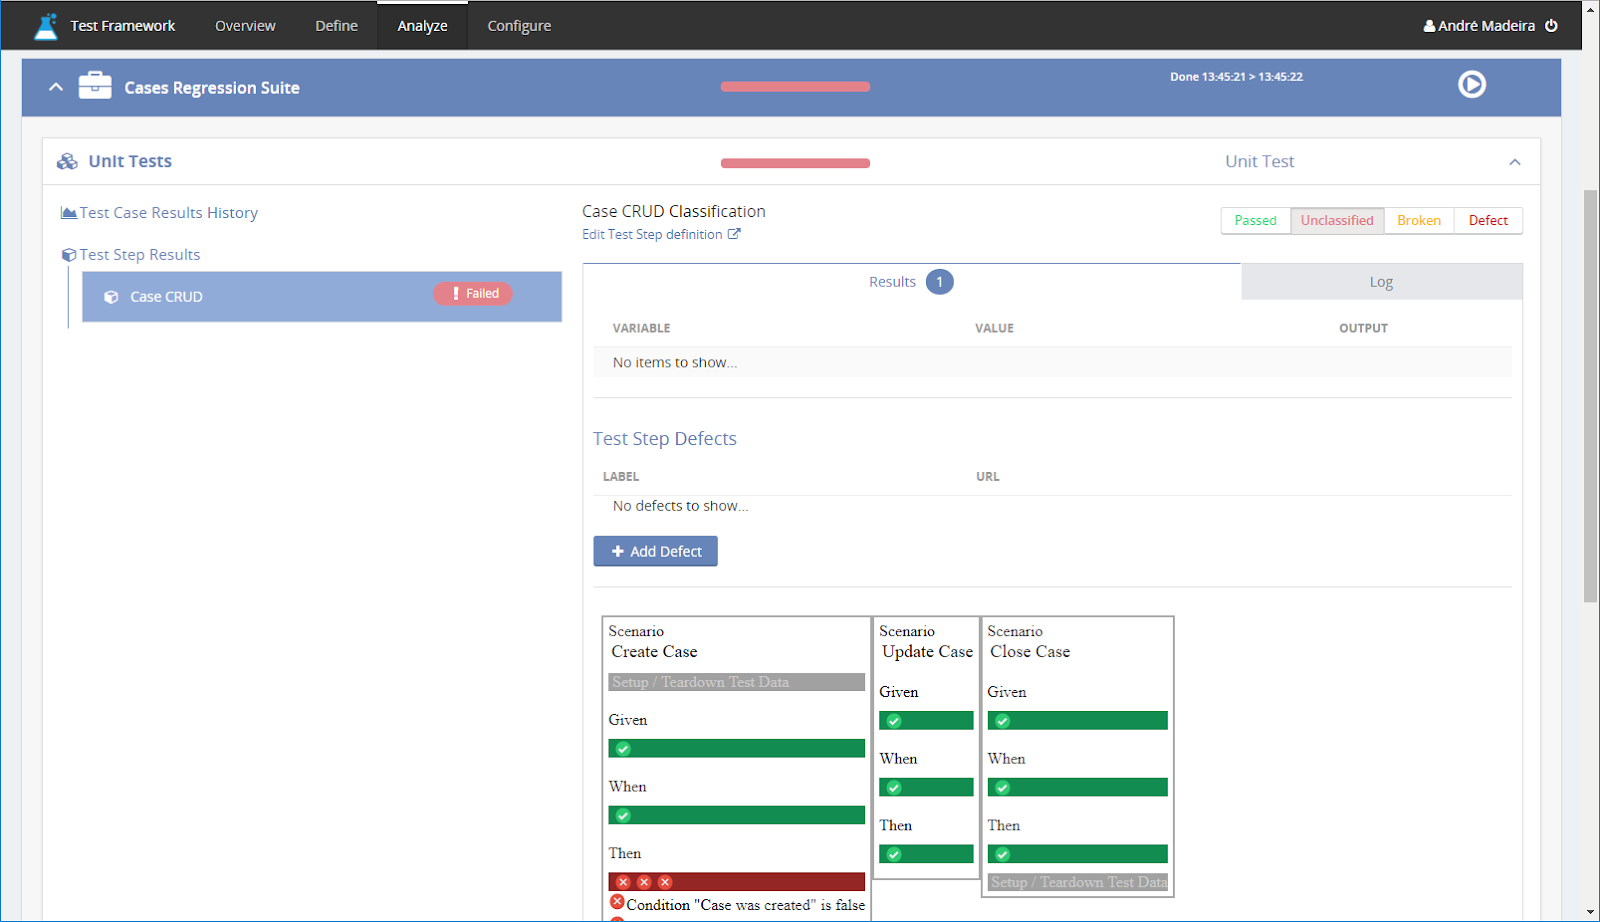 Test Framework Overview Define Analyze Configure André Madeira
Cases Regression Suite Done 13:45:21 > 13:45:22
Unit Tests Unit Test
Test Case Results History
Test Step Results
Case CRUD Failed
Case CRUD Classification
Edit Test Step definition
Passed Unclassified Broken Defect
Results 1 Log
VARIABLE VALUE OUTPUT
No items to show...
Test Step Defects
LABEL URL
No defects to show...
Add Defect
Scenario
Create Case
Setup / Teardown Test Data
Given
When
Then
Condition "Case was created" is false
Scenario
Update Case
Given
When
Then
Scenario
Close Case
Given
When
Then
Setup / Teardown Test Data